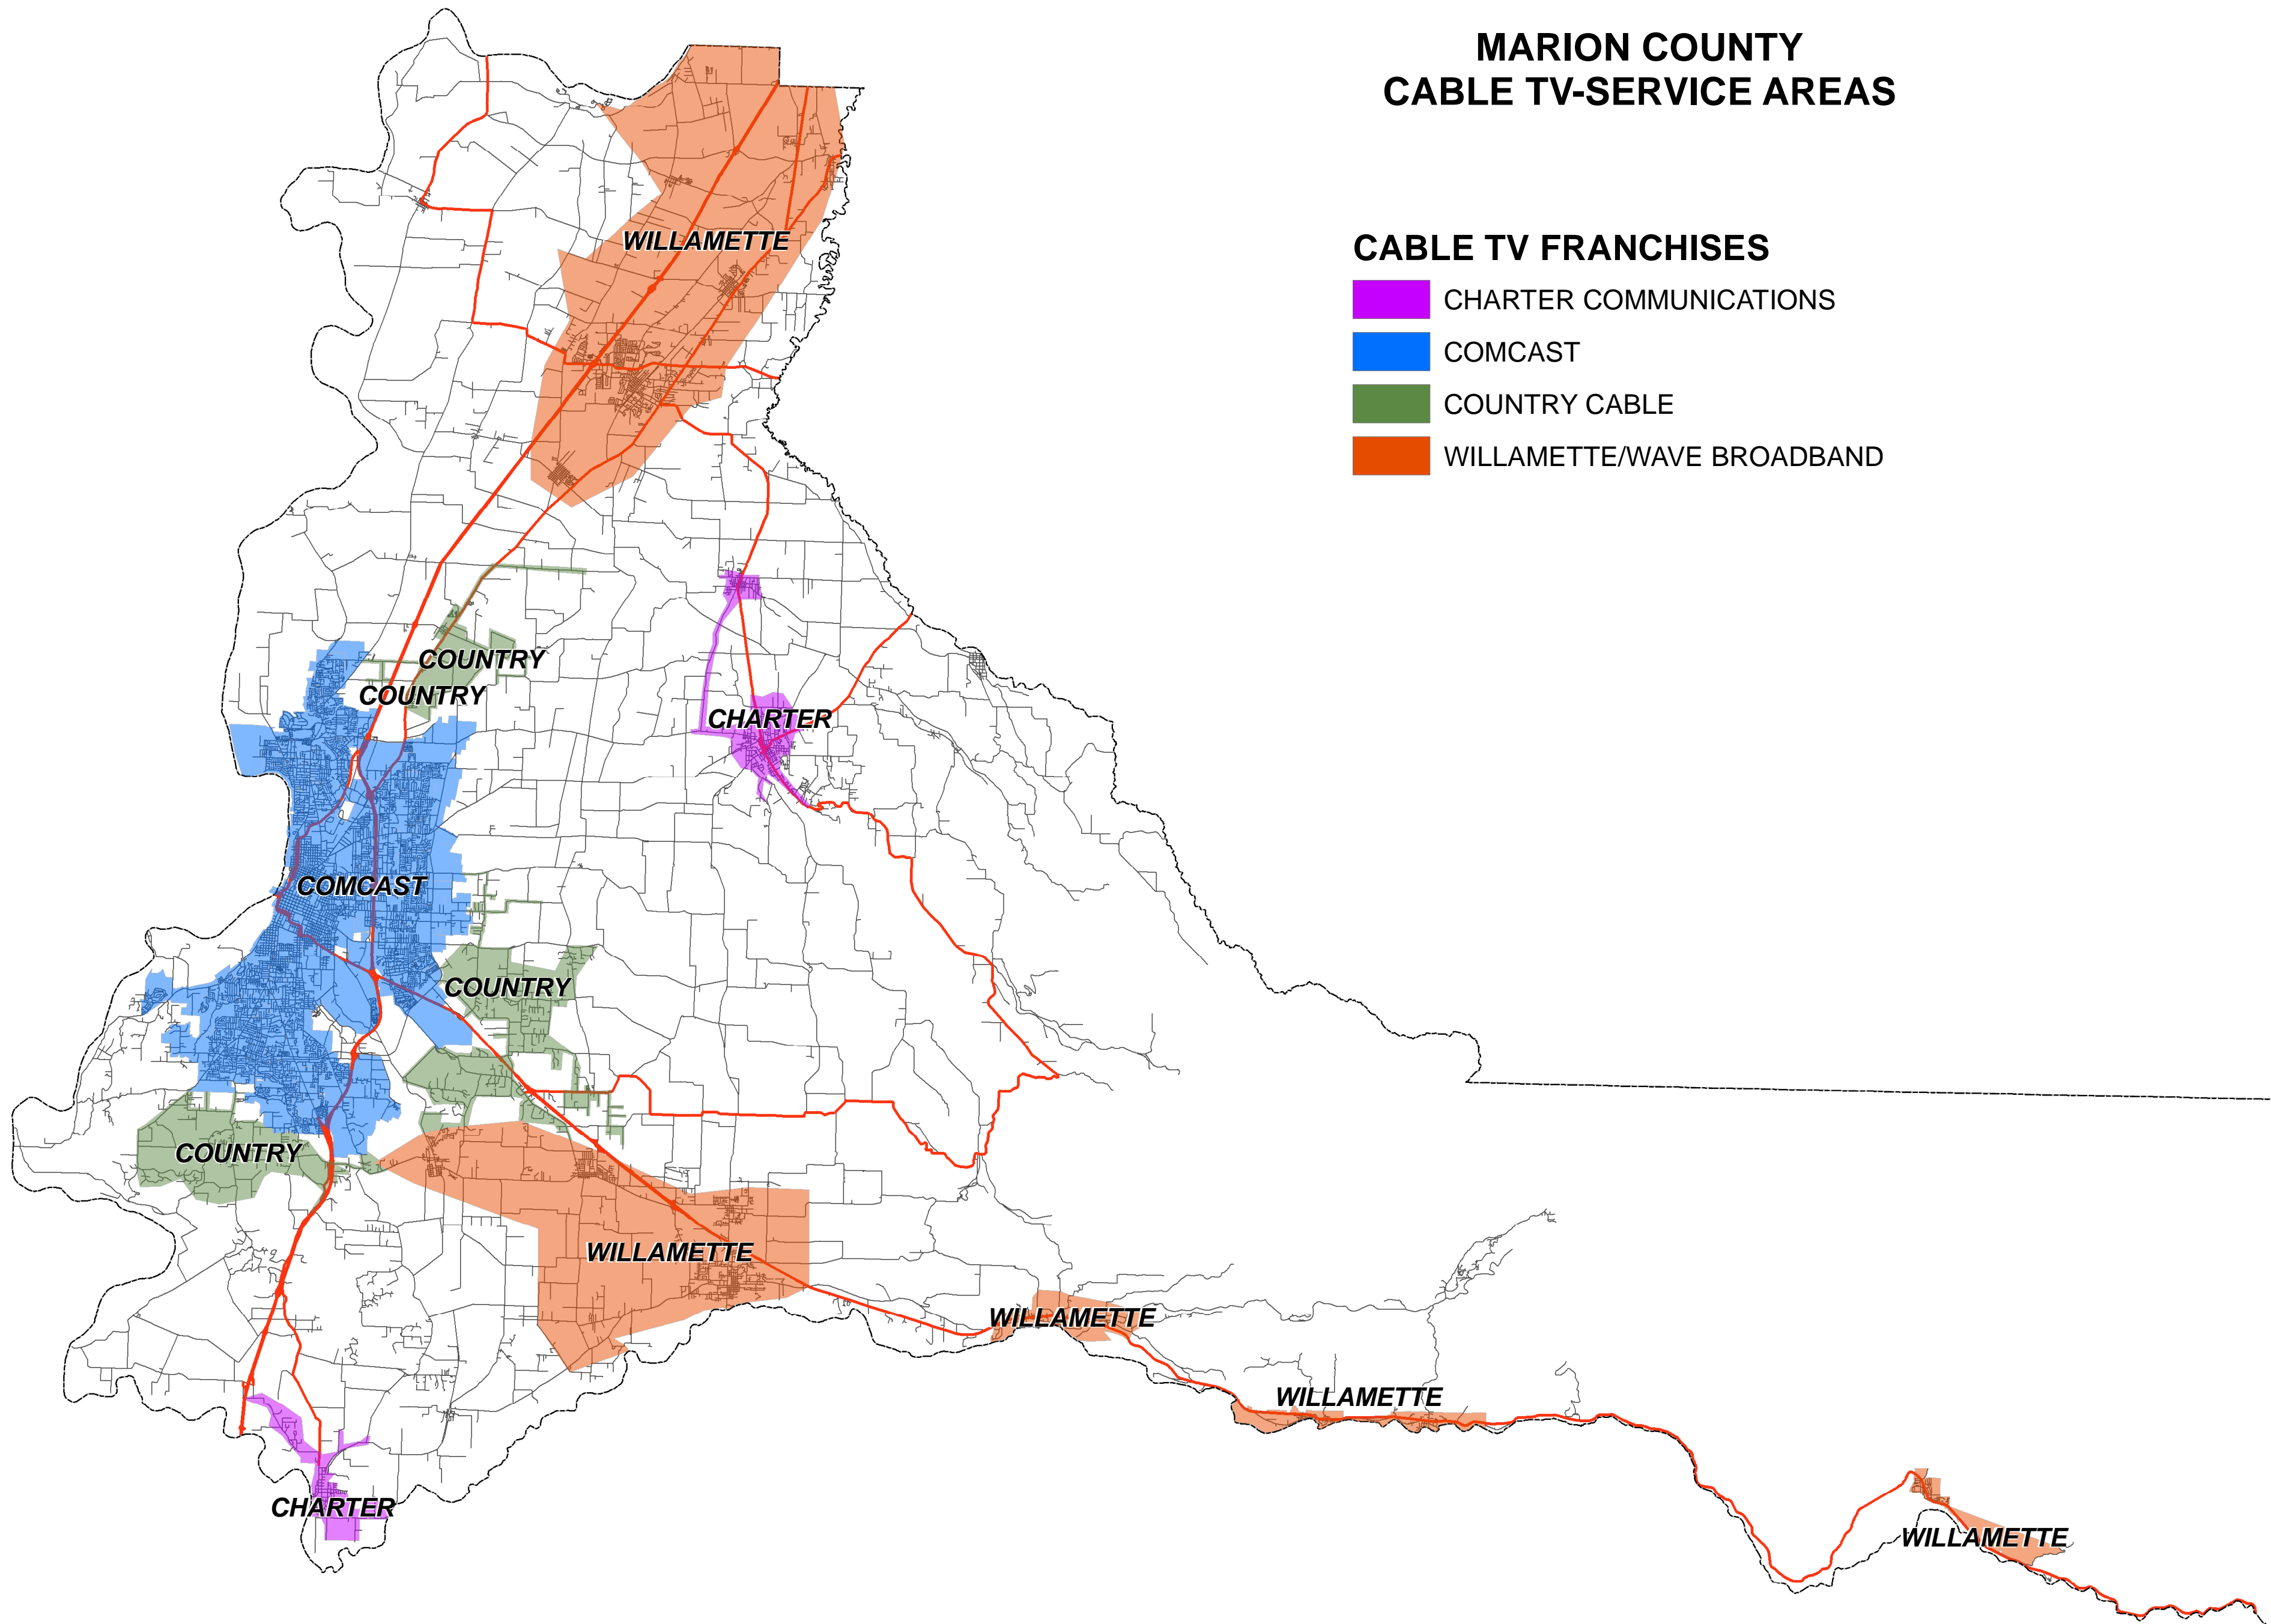 MARION COUNTY
CABLE TV-SERVICE AREAS
CABLE TV FRANCHISES
CHARTER COMMUNICATIONS
COMCAST
COUNTRY CABLE
WILLAMETTE/WAVE BROADBAND
WILLAMETTE
COUNTRY
COUNTRY
CHARTER
COMCAST
COUNTRY
COUNTRY
WILLAMETTE
WILLAMETTE
WILLAMETTE
CHARTER
WILLAMETTE